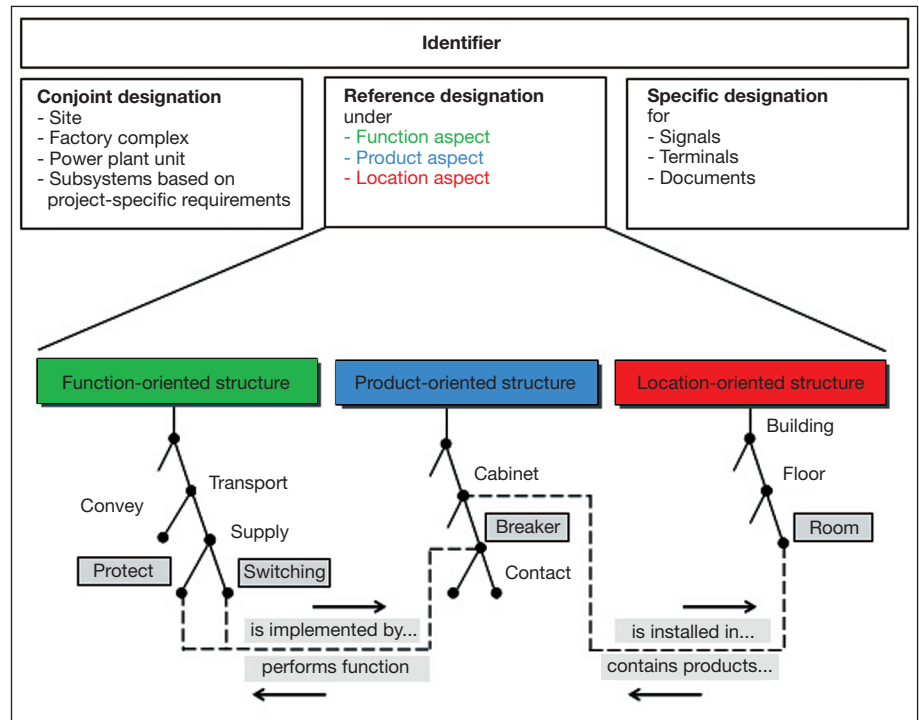 Identifier
Conjoint designation
- Site
- Factory complex
- Power plant unit
- Subsystems based on
project-specific requirements
Reference designation
under
- Function aspect
- Product aspect
- Location aspect
Specific designation
for
- Signals
- Terminals
- Documents
Function-oriented structure
Product-oriented structure
Location-oriented structure
Transport
Convey
Supply
Protect
Switching
Cabinet
Breaker
Contact
Building
Floor
Room
is implemented by...
performs function
is installed in...
contains products...